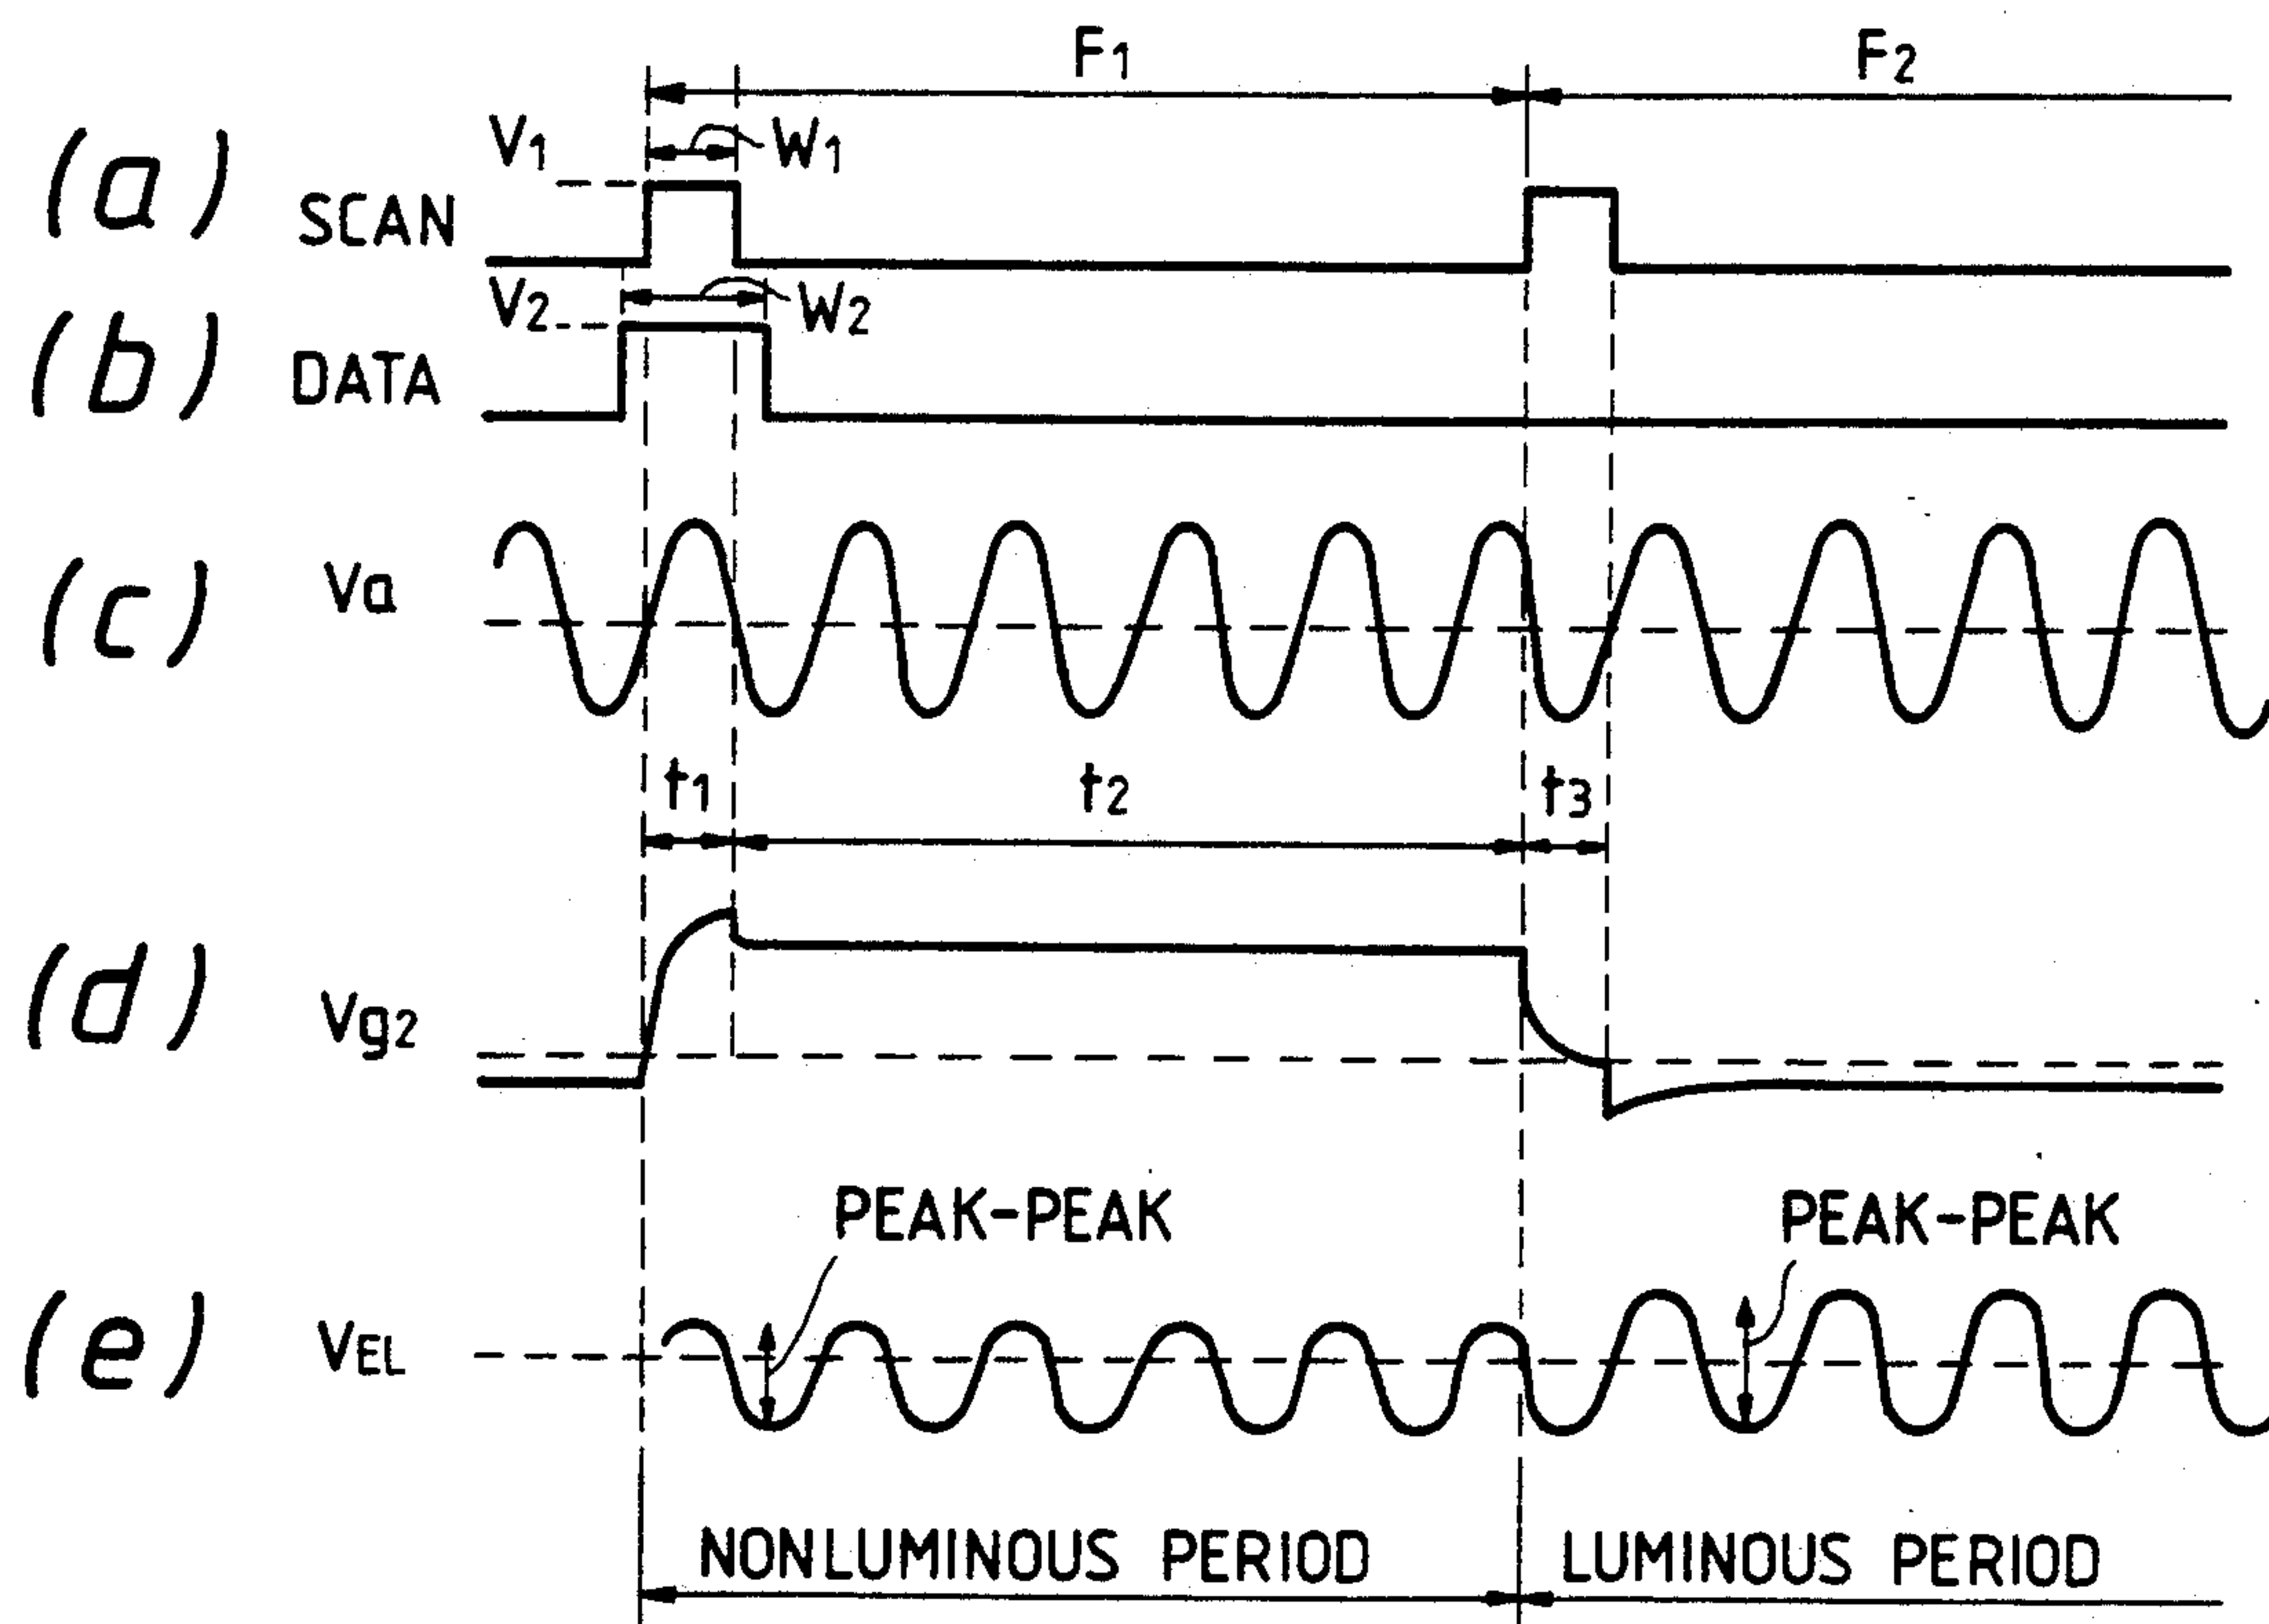 F1 F2
(a) SCAN V1 W1
(b) DATA V2 W2
(c) Va
t1 t2 t3
(d) Vg2
PEAK-PEAK PEAK-PEAK
(e) VEL
NONLUMINOUS PERIOD LUMINOUS PERIOD